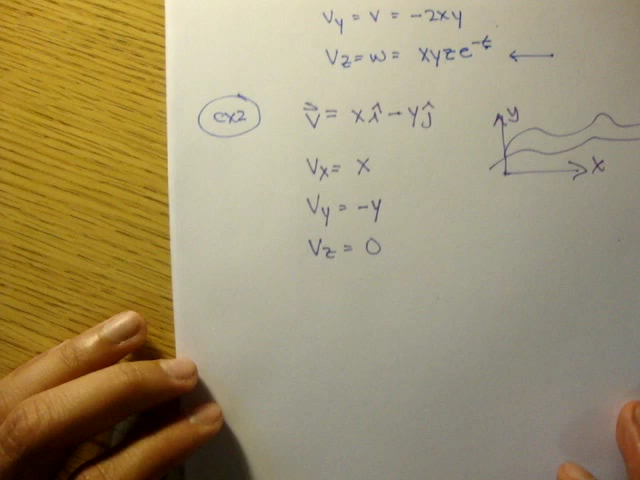 Vy = V = -2xy
Vz = w = xyze^-t ←
ex2 V⃗ = xî - yĵ
y
Vx = x
x
Vy = -y
Vz = 0